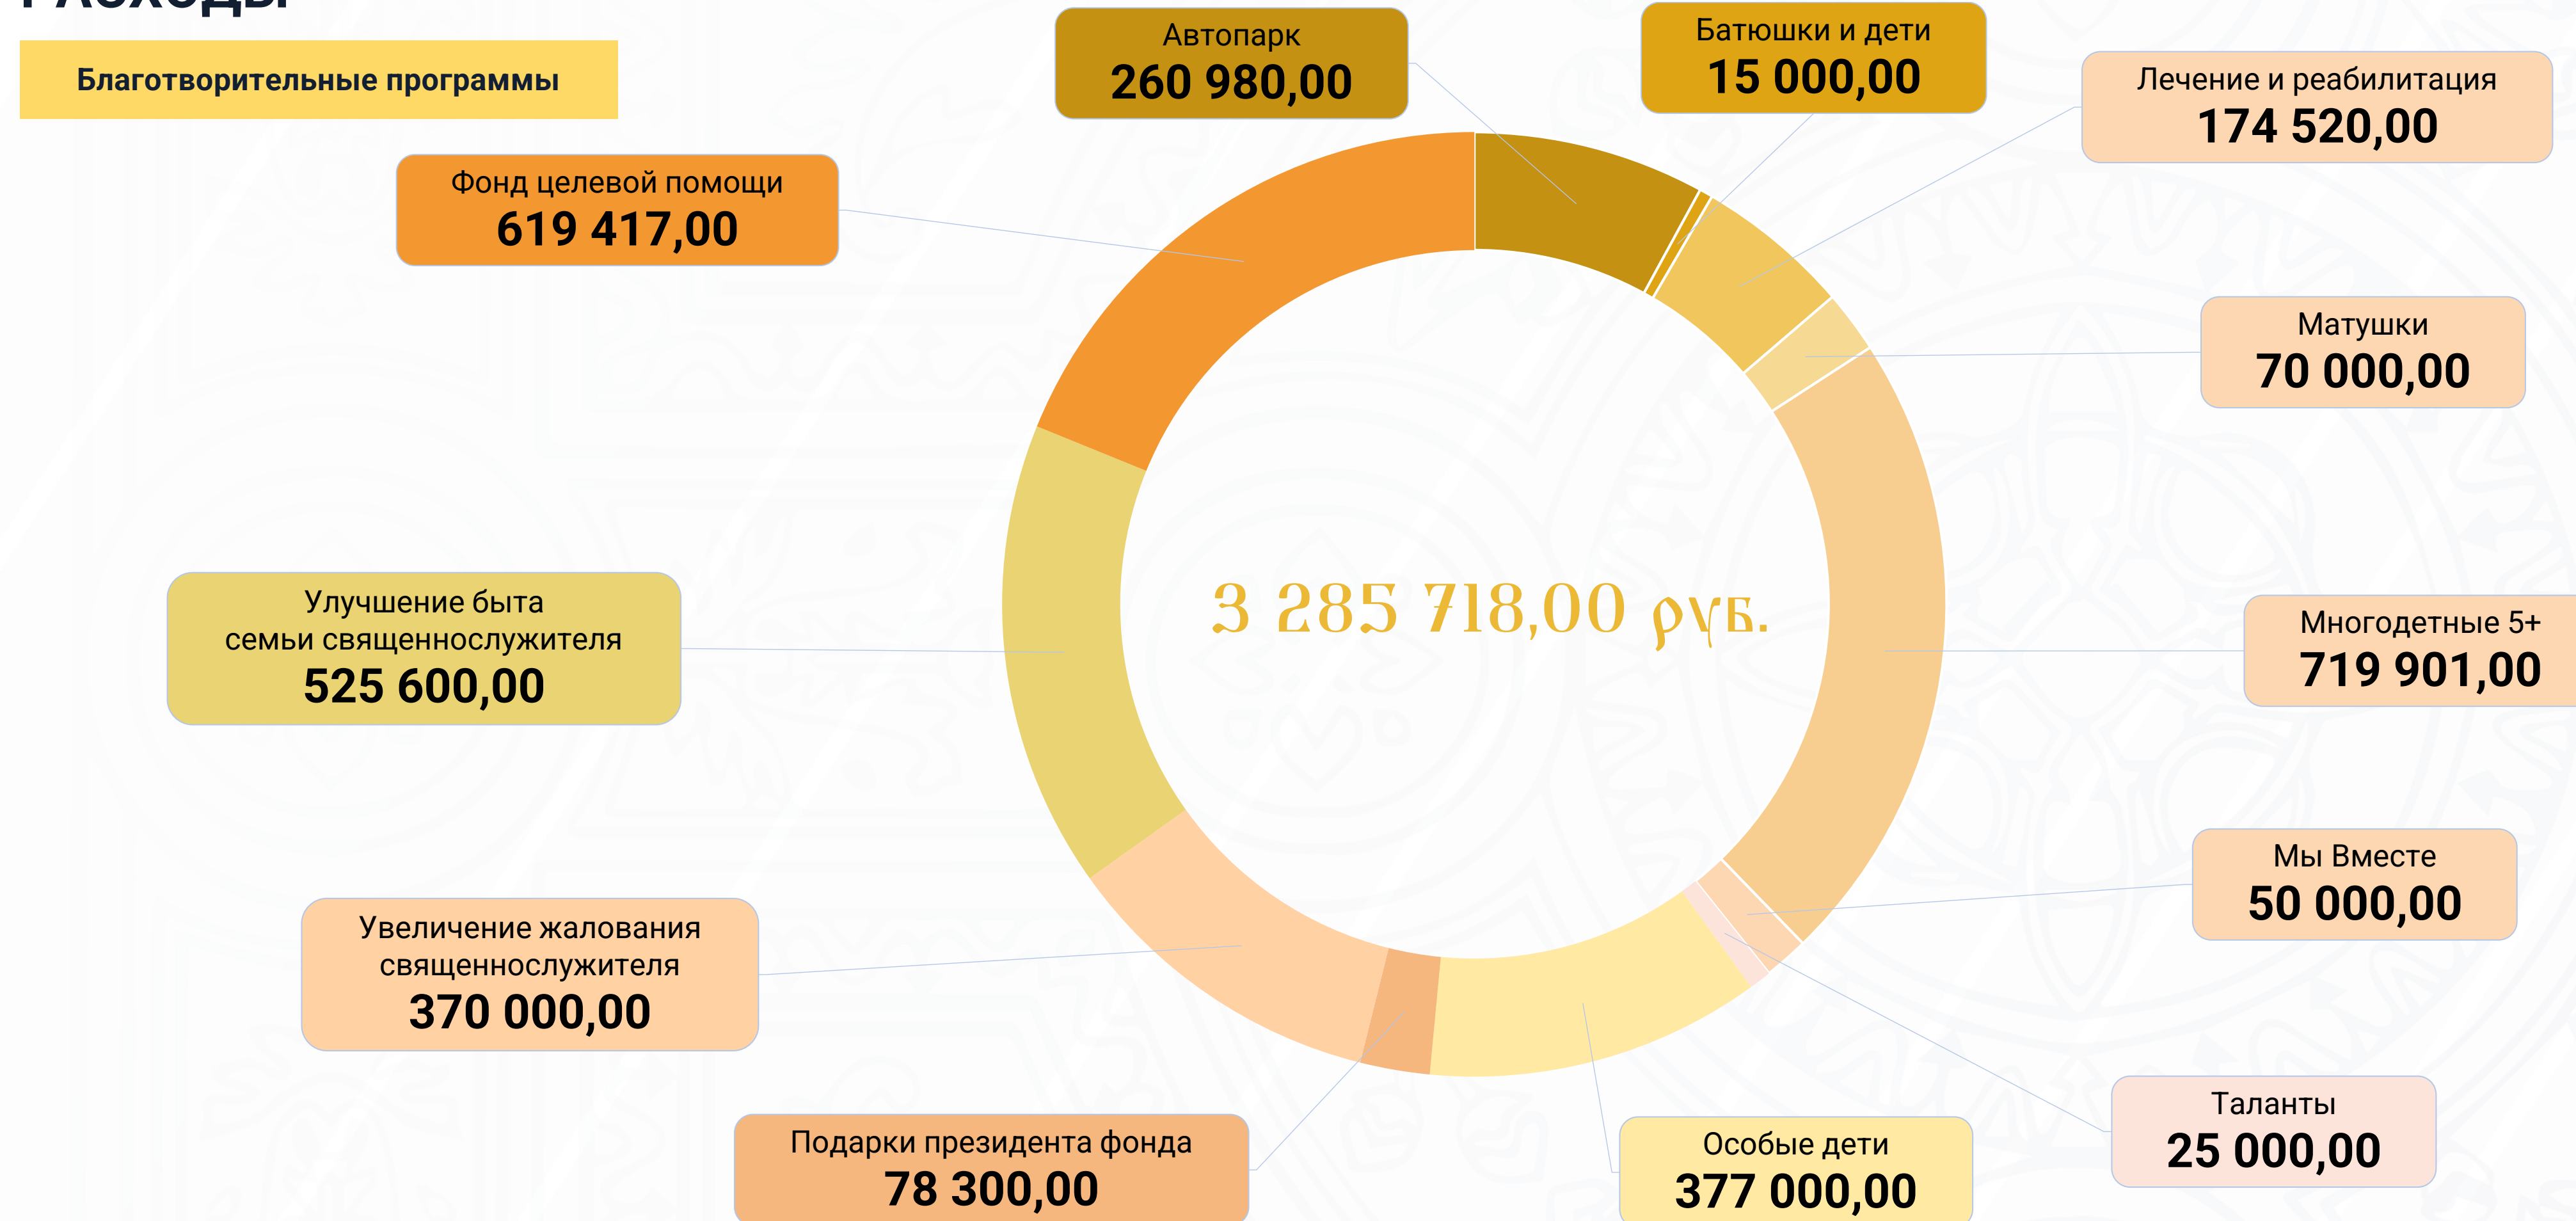 РАСХОДЫ
Благотворительные программы
Автопарк
260 980,00
Батюшки и дети
15 000,00
Лечение и реабилитация
174 520,00
Фонд целевой помощи
619 417,00
Матушки
70 000,00
Улучшение быта
семьи священнослужителя
525 600,00
3 285 718,00 руб.
Многодетные 5+
719 901,00
Мы Вместе
50 000,00
Увеличение жалования
священнослужителя
370 000,00
Таланты
25 000,00
Подарки президента фонда
78 300,00
Особые дети
377 000,00